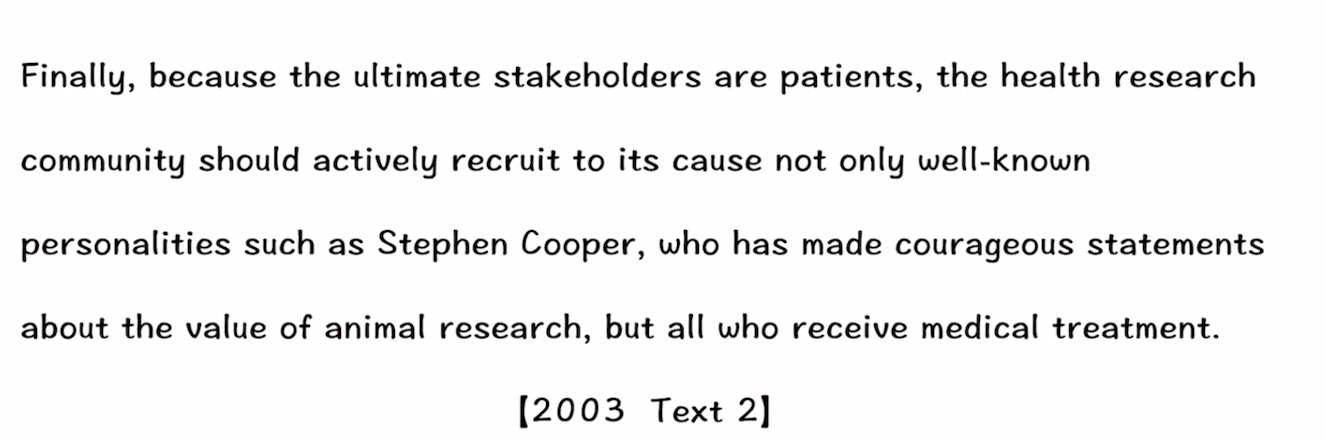 Finally, because the ultimate stakeholders are patients, the health research
community should actively recruit to its cause not only well-known
personalities such as Stephen Cooper, who has made courageous statements
about the value of animal research, but all who receive medical treatment.
【2003 Text 2】